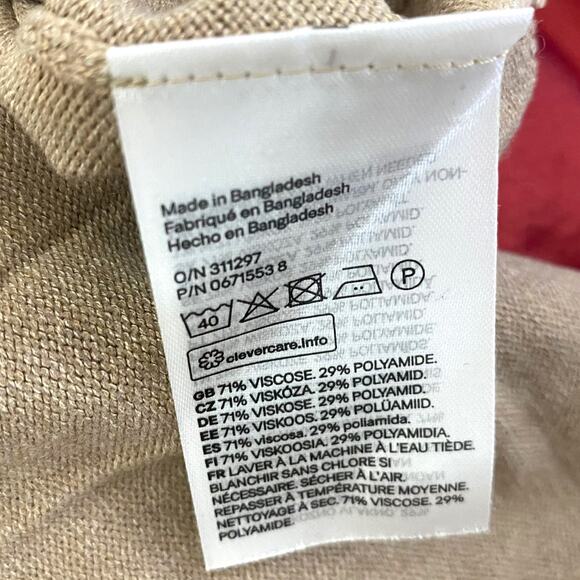 Made in Bangladesh
Fabriqué en Bangladesh
Hecho en Bangladesh
O/N 311297
P/N 0671553 8
40
P
clevercare.info
GB 71% VISCOSE. 29% POLYAMIDE.
CZ 71% VISKÓZA. 29% POLYAMID.
DE 71% VISKOSE. 29% POLYAMID.
EE 71% VISKOOS. 29% POLÜAMIID.
ES 71% viscosa. 29% poliamida.
FI 71% VISKOOSIA. 29% POLYAMIDIA.
FR LAVER À LA MACHINE À L'EAU TIÈDE.
BLANCHIR SANS CHLORE SI
NÉCESSAIRE. SÉCHER À L'AIR.
REPASSER À TEMPÉRATURE MOYENNE.
NETTOYAGE À SEC. 71% VISCOSE. 29%
POLYAMIDE.